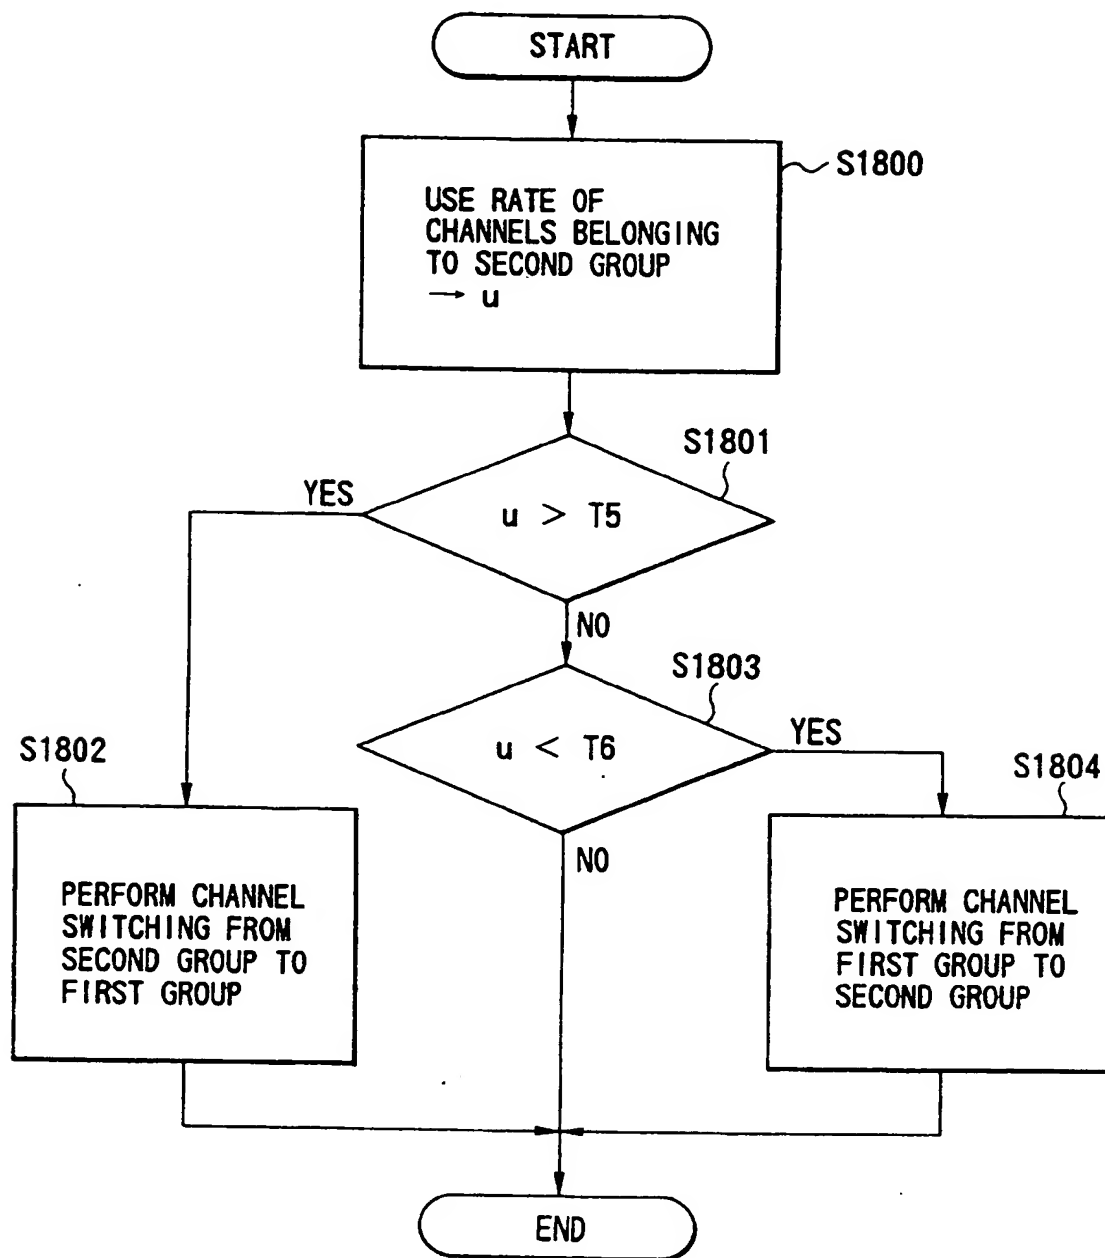 START
S1800
USE RATE OF
CHANNELS BELONGING
TO SECOND GROUP
→ u
S1801
YES
u > T5
NO
S1803
u < T6
YES
S1802
S1804
NO
PERFORM CHANNEL
SWITCHING FROM
SECOND GROUP TO
FIRST GROUP
PERFORM CHANNEL
SWITCHING FROM
FIRST GROUP TO
SECOND GROUP
END